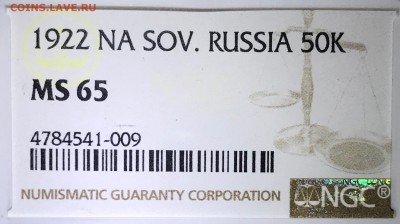 COINS.LAVE.RU
1922 NA SOV. RUSSIA 50K
MS 65
4784541-009
NUMISMATIC GUARANTY CORPORATION
NGC®